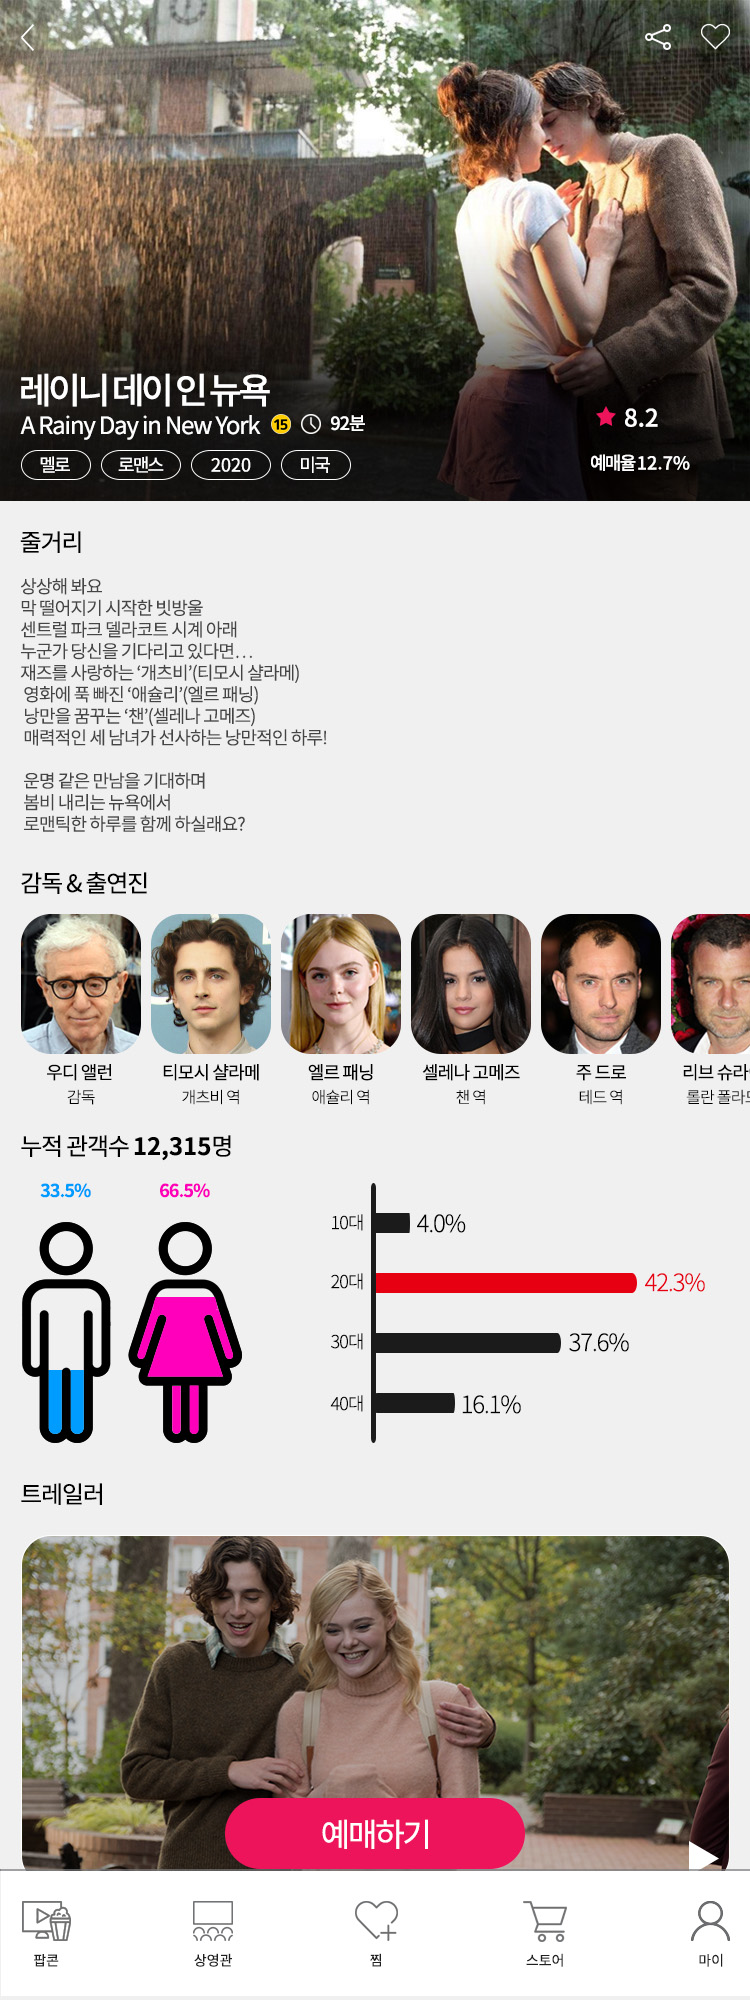 레이니 데이 인 뉴욕
A Rainy Day in New York 15 92분
8.2
멜로 로맨스 2020 미국
예매율 12.7%
줄거리
상상해 봐요
막 떨어지기 시작한 빗방울
센트럴 파크 델라코트 시계 아래
누군가 당신을 기다리고 있다면...
재즈를 사랑하는 ‘개츠비’(티모시 샬라메)
영화에 푹 빠진 ‘애슐리’(엘르 패닝)
낭만을 꿈꾸는 ‘챈’(셀레나 고메즈)
매력적인 세 남녀가 선사하는 낭만적인 하루!
운명 같은 만남을 기대하며
봄비 내리는 뉴욕에서
로맨틱한 하루를 함께 하실래요?
감독 & 출연진
우디 앨런 티모시 샬라메 엘르 패닝 셀레나 고메즈 주 드로 리브 슈라
감독 개츠비 역 애슐리 역 챈 역 테드 역 롤란 폴라
누적 관객수 12,315명
33.5% 66.5%
10대 4.0%
20대 42.3%
30대 37.6%
40대 16.1%
트레일러
예매하기
팝콘 상영관 찜 스토어 마이